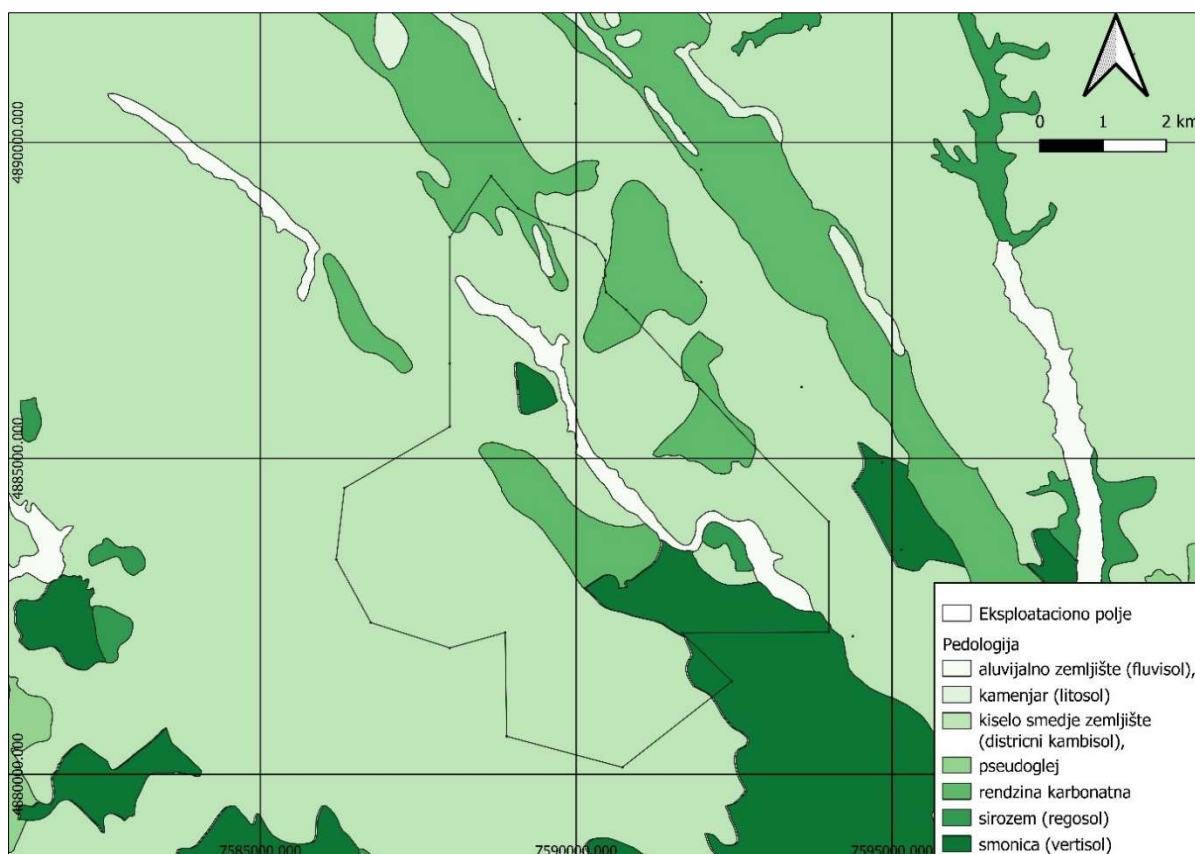 0 1 2 km
4890000.000
4885000.000
4880000.000
7585000.000
7590000.000
7595000.000
Eksploataciono polje
Pedologija
aluvijalno zemljište (fluvisol),
kamenjar (litosol)
kiselo smedje zemljište
(districni kambisol),
pseudoglej
rendzina karbonatna
sirozem (regosol)
smonica (vertisol)